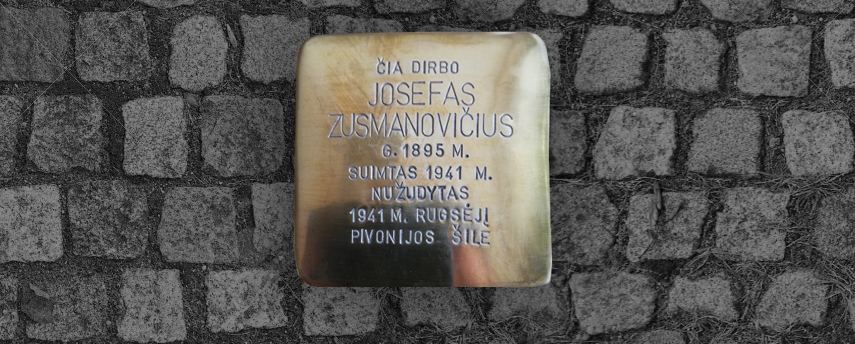 ČIA DIRBO
JOSEFAS
ZUSMANOVIČIUS
G. 1895 M.
SUIMTAS 1941 M.
NUŽUDYTAS
1941 M. RUGSĖJĮ
PIVONIJOS ŠILE